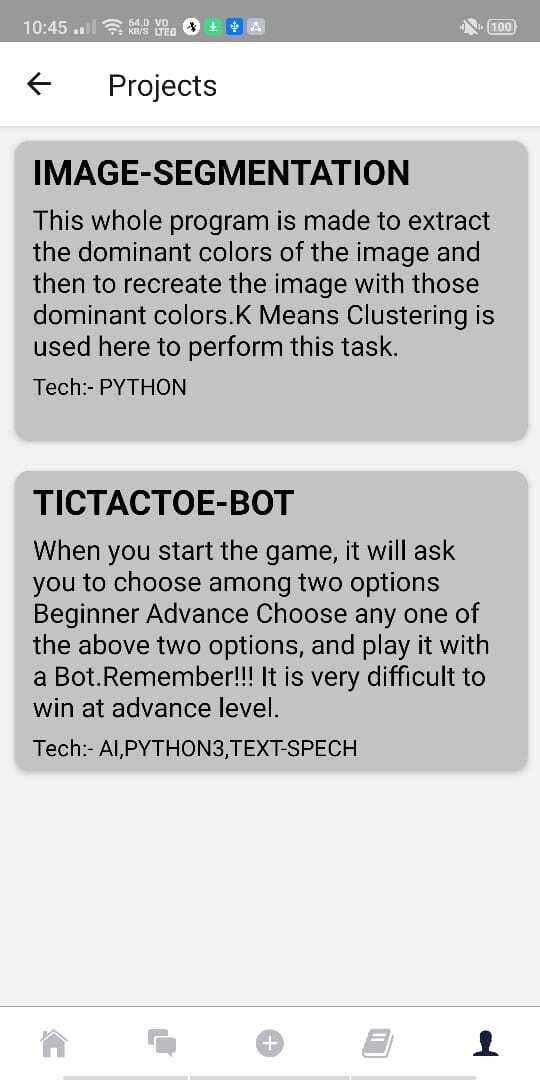 10:45 64.0 KB/S VO LTE 100
Projects
IMAGE-SEGMENTATION
This whole program is made to extract
the dominant colors of the image and
then to recreate the image with those
dominant colors.K Means Clustering is
used here to perform this task.
Tech:- PYTHON
TICTACTOE-BOT
When you start the game, it will ask
you to choose among two options
Beginner Advance Choose any one of
the above two options, and play it with
a Bot.Remember!!! It is very difficult to
win at advance level.
Tech:- AI,PYTHON3,TEXT-SPECH